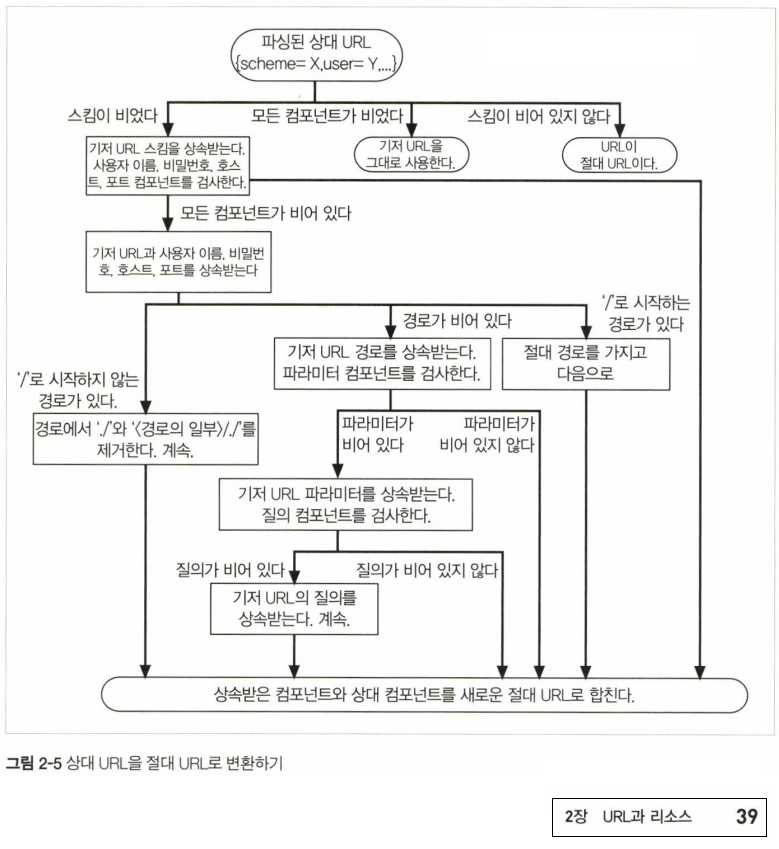 파싱된 상대 URL
{scheme= X,user= Y,...}
스킴이 비었다
모든 컴포넌트가 비었다
스킴이 비어 있지 않다
기저 URL 스킴을 상속받는다.
사용자 이름, 비밀번호, 호스
트, 포트 컴포넌트를 검사한다.
기저 URL을
그대로 사용한다.
URL이
절대 URL이다.
모든 컴포넌트가 비어 있다
기저 URL과 사용자 이름, 비밀번
호, 호스트, 포트를 상속받는다
'/'로 시작하지 않는
경로가 있다.
경로가 비어 있다
'/'로 시작하는
경로가 있다
기저 URL 경로를 상속받는다.
파라미터 컴포넌트를 검사한다.
절대 경로를 가지고
다음으로
경로에서 './'와 '〈경로의 일부〉/./'를
제거한다. 계속.
파라미터가
비어 있다
파라미터가
비어 있지 않다
기저 URL 파라미터를 상속받는다.
질의 컴포넌트를 검사한다.
질의가 비어 있다
질의가 비어 있지 않다
기저 URL의 질의를
상속받는다. 계속.
상속받은 컴포넌트와 상대 컴포넌트를 새로운 절대 URL로 합친다.
그림 2-5 상대 URL을 절대 URL로 변환하기
2장 URL과 리소스 39